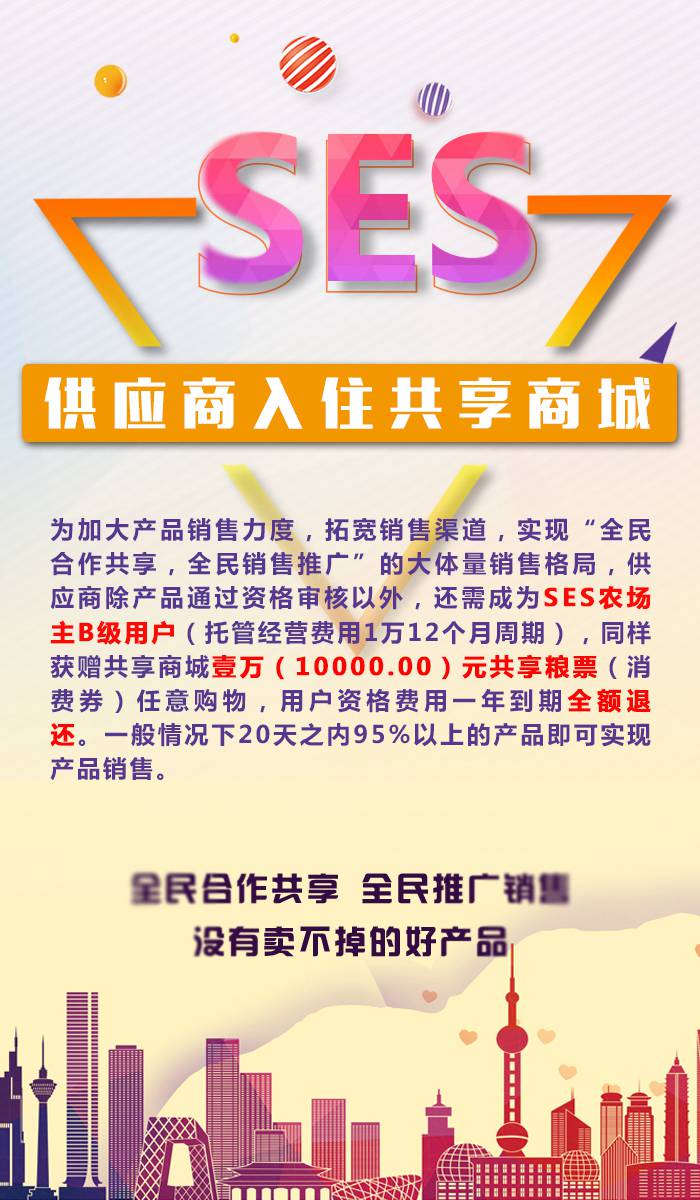 SES
供应商入住共享商城
为加大产品销售力度，拓宽销售渠道，实现“全民
合作共享，全民销售推广”的大体量销售格局，供
应商除产品通过资格审核以外，还需成为SES农场
主B级用户（托管经营费用1万12个月周期），同样
获赠共享商城壹万（10000.00）元共享粮票（消
费券）任意购物，用户资格费用一年到期全额退
还。一般情况下20天之内95%以上的产品即可实现
产品销售。
全民合作共享 全民推广销售
没有卖不掉的好产品